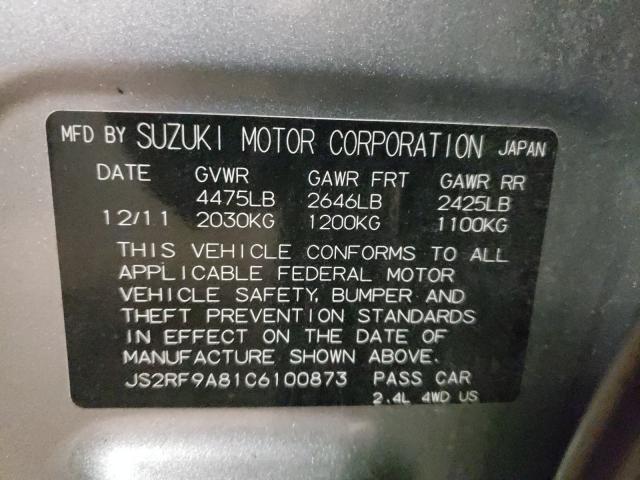 MFD BY SUZUKI MOTOR CORPORATION JAPAN
DATE GVWR GAWR FRT GAWR RR
4475LB 2646LB 2425LB
12/11 2030KG 1200KG 1100KG
THIS VEHICLE CONFORMS TO ALL
APPLICABLE FEDERAL MOTOR
VEHICLE SAFETY, BUMPER AND
THEFT PREVENTION STANDARDS
IN EFFECT ON THE DATE OF
MANUFACTURE SHOWN ABOVE.
JS2RF9A81C6100873 PASS CAR
2.4L 4WD US